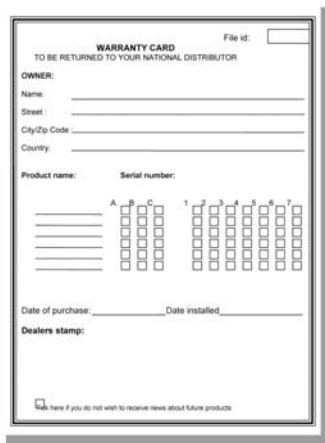 File id:
WARRANTY CARD
TO BE RETURNED TO YOUR NATIONAL DISTRIBUTOR
OWNER:
Name:
Street :
City/Zip Code :
Country:
Product name: Serial number:
A B C 1 2 3 4 5 6 7
Date of purchase: Date installed
Dealers stamp:
Tick here if you do not wish to receive news about future products